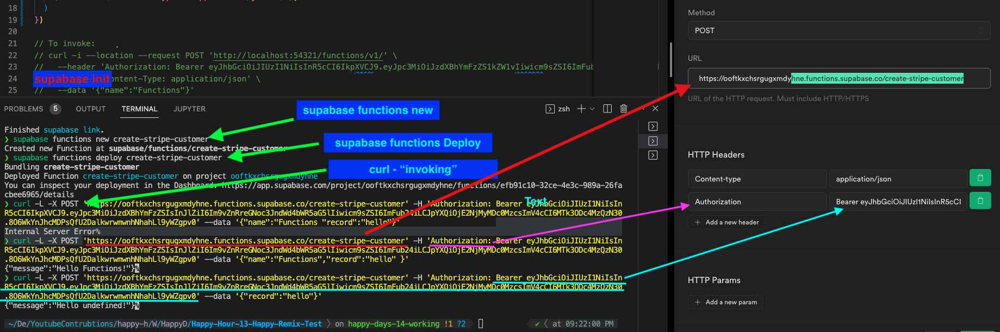 18 )
19 })
20
21 // To invoke:
22 // curl -i --location --request POST 'http://localhost:54321/functions/v1/' \
23 // --header 'Authorization: Bearer eyJhbGciOiJIUzI1NiIsInR5cCI6IkpXVCJ9.eyJpc3MiOiJzdXBhYmFzZS1kZW1vIiwicm9sZSI6ImFub
24 ontent-Type: application/json' \
supabase init
25 // --data '{"name":"Functions"}'
PROBLEMS 5 OUTPUT TERMINAL JUPYTER
zsh
supabase functions new
supabase functions Deploy
curl - “invoking”
Text
Finished supabase link.
❯ supabase functions new create-stripe-customer
Created new Function at supabase/functions/create-stripe-customer
❯ supabase functions deploy create-stripe-customer
Bundling create-stripe-customer
Deployed Function create-stripe-customer on project ooftkxchsrgugxmdyhne
You can inspect your deployment in the Dashboard: https://app.supabase.com/project/ooftkxchsrgugxmdyhne/functions/efb91c10-32ce-4e3c-989a-26fa
cbee6965/details
❯ curl -L -X POST 'https://ooftkxchsrgugxmdyhne.functions.supabase.co/create-stripe-customer' -H 'Authorization: Bearer eyJhbGciOiJIUzI1NiIsIn
R5cCI6IkpXVCJ9.eyJpc3MiOiJzdXBhYmFzZSIsInJlZiI6Im9vZnRreGNoc3JndWd4bWR5aG5lIiwicm9sZSI6ImFub24iLCJpYXQiOjE2NjMyMDc0MzcsImV4cCI6MTk3ODc4MzQzN30
.8O6WkYnJhcMDPsQfU2DalkwrwmwnhNhahLl9yWZgpv0' --data '{"name":"Functions "record":"hello"}'
Internal Server Error%
❯ curl -L -X POST 'https://ooftkxchsrgugxmdyhne.functions.supabase.co/create-stripe-customer' -H 'Authorization: Bearer eyJhbGciOiJIUzI1NiIsIn
R5cCI6IkpXVCJ9.eyJpc3MiOiJzdXBhYmFzZSIsInJlZiI6Im9vZnRreGNoc3JndWd4bWR5aG5lIiwicm9sZSI6ImFub24iLCJpYXQiOjE2NjMyMDc0MzcsImV4cCI6MTk3ODc4MzQzN30
.8O6WkYnJhcMDPsQfU2DalkwrwmwnhNhahLl9yWZgpv0' --data '{"name":"Functions","record":"hello" }'
{"message":"Hello Functions!"}%
❯ curl -L -X POST 'https://ooftkxchsrgugxmdyhne.functions.supabase.co/create-stripe-customer' -H 'Authorization: Bearer eyJhbGciOiJIUzI1NiIsIn
R5cCI6IkpXVCJ9.eyJpc3MiOiJzdXBhYmFzZSIsInJlZiI6Im9vZnRreGNoc3JndWd4bWR5aG5lIiwicm9sZSI6ImFub24iLCJpYXQiOjE2NjMyMDc0MzcsImV4cCI6MTk3ODc4MzQzN30
.8O6WkYnJhcMDPsQfU2DalkwrwmwnhNhahLl9yWZgpv0' --data '{"record":"hello"}'
{"message":"Hello undefined!"}%
~/De/YoutubeContrubtions/happy-h/W/HappyD/Happy-Hour-13-Happy-Remix-Test on happy-days-14-working !1 ?2 ✔ at 09:22:00 PM
Method
POST
URL
https://ooftkxchsrgugxmdyhne.functions.supabase.co/create-stripe-customer
URL of the HTTP request. Must include HTTP/HTTPS
HTTP Headers
Content-type application/json
Authorization Bearer eyJhbGciOiJIUzI1NiIsInR5cCI
+ Add a new header
HTTP Params
+ Add a new param